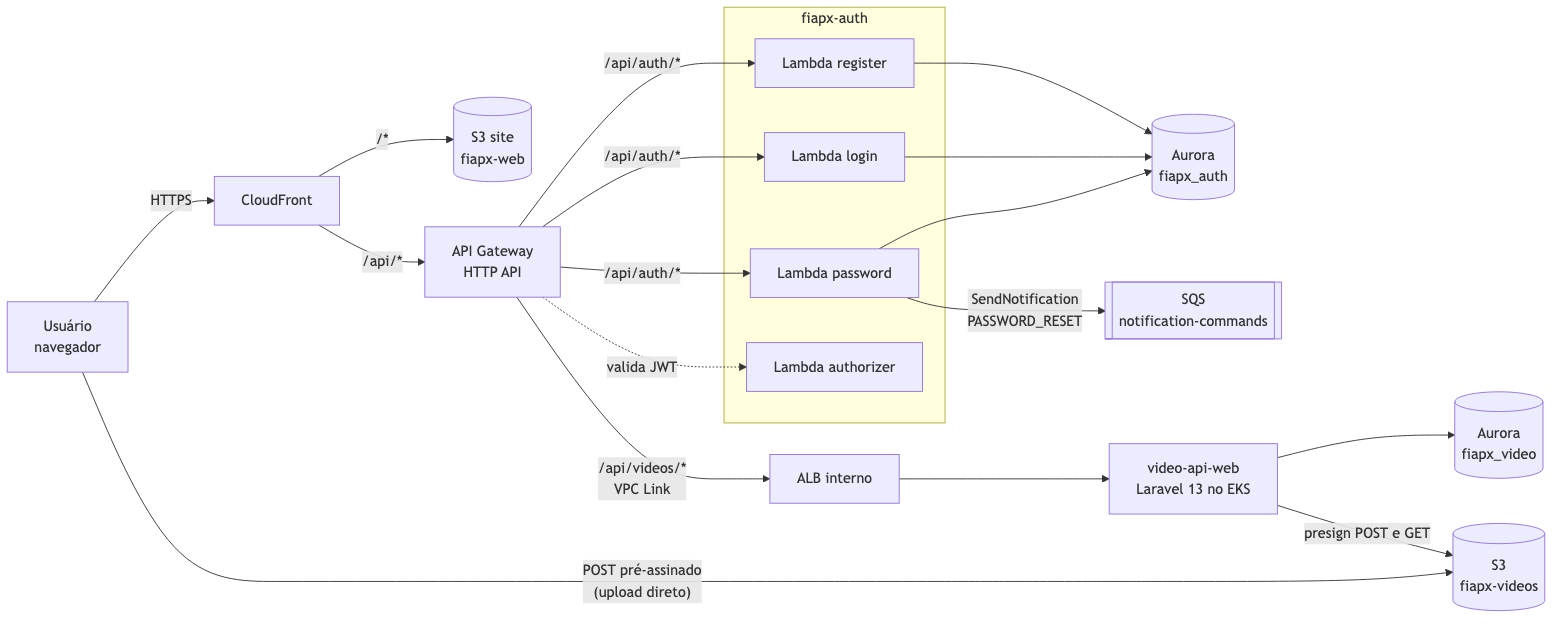 fiapx-auth
/api/auth/*
Lambda register
/*
S3 site
fiapx-web
/api/auth/*
Lambda login
Aurora
fiapx_auth
HTTPS
CloudFront
/api/*
API Gateway
HTTP API
/api/auth/*
Lambda password
SendNotification
PASSWORD_RESET
SQS
notification-commands
Usuário
navegador
valida JWT
Lambda authorizer
/api/videos/*
VPC Link
ALB interno
video-api-web
Laravel 13 no EKS
Aurora
fiapx_video
presign POST e GET
POST pré-assinado
(upload direto)
S3
fiapx-videos